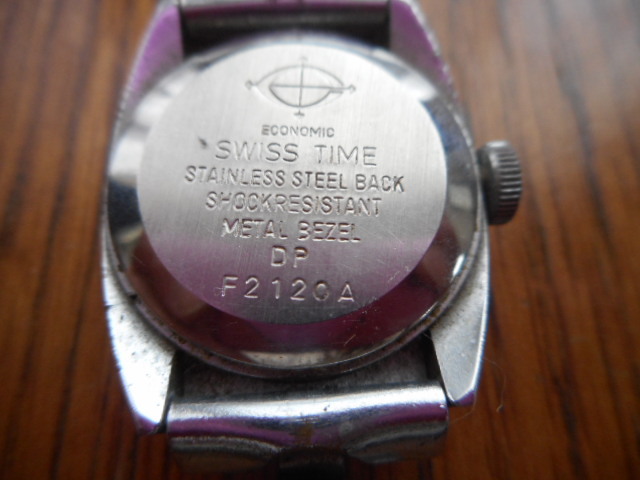 ECONOMIC
SWISS TIME
STAINLESS STEEL BACK
SHOCKRESISTANT
METAL BEZEL
DP
F2120A